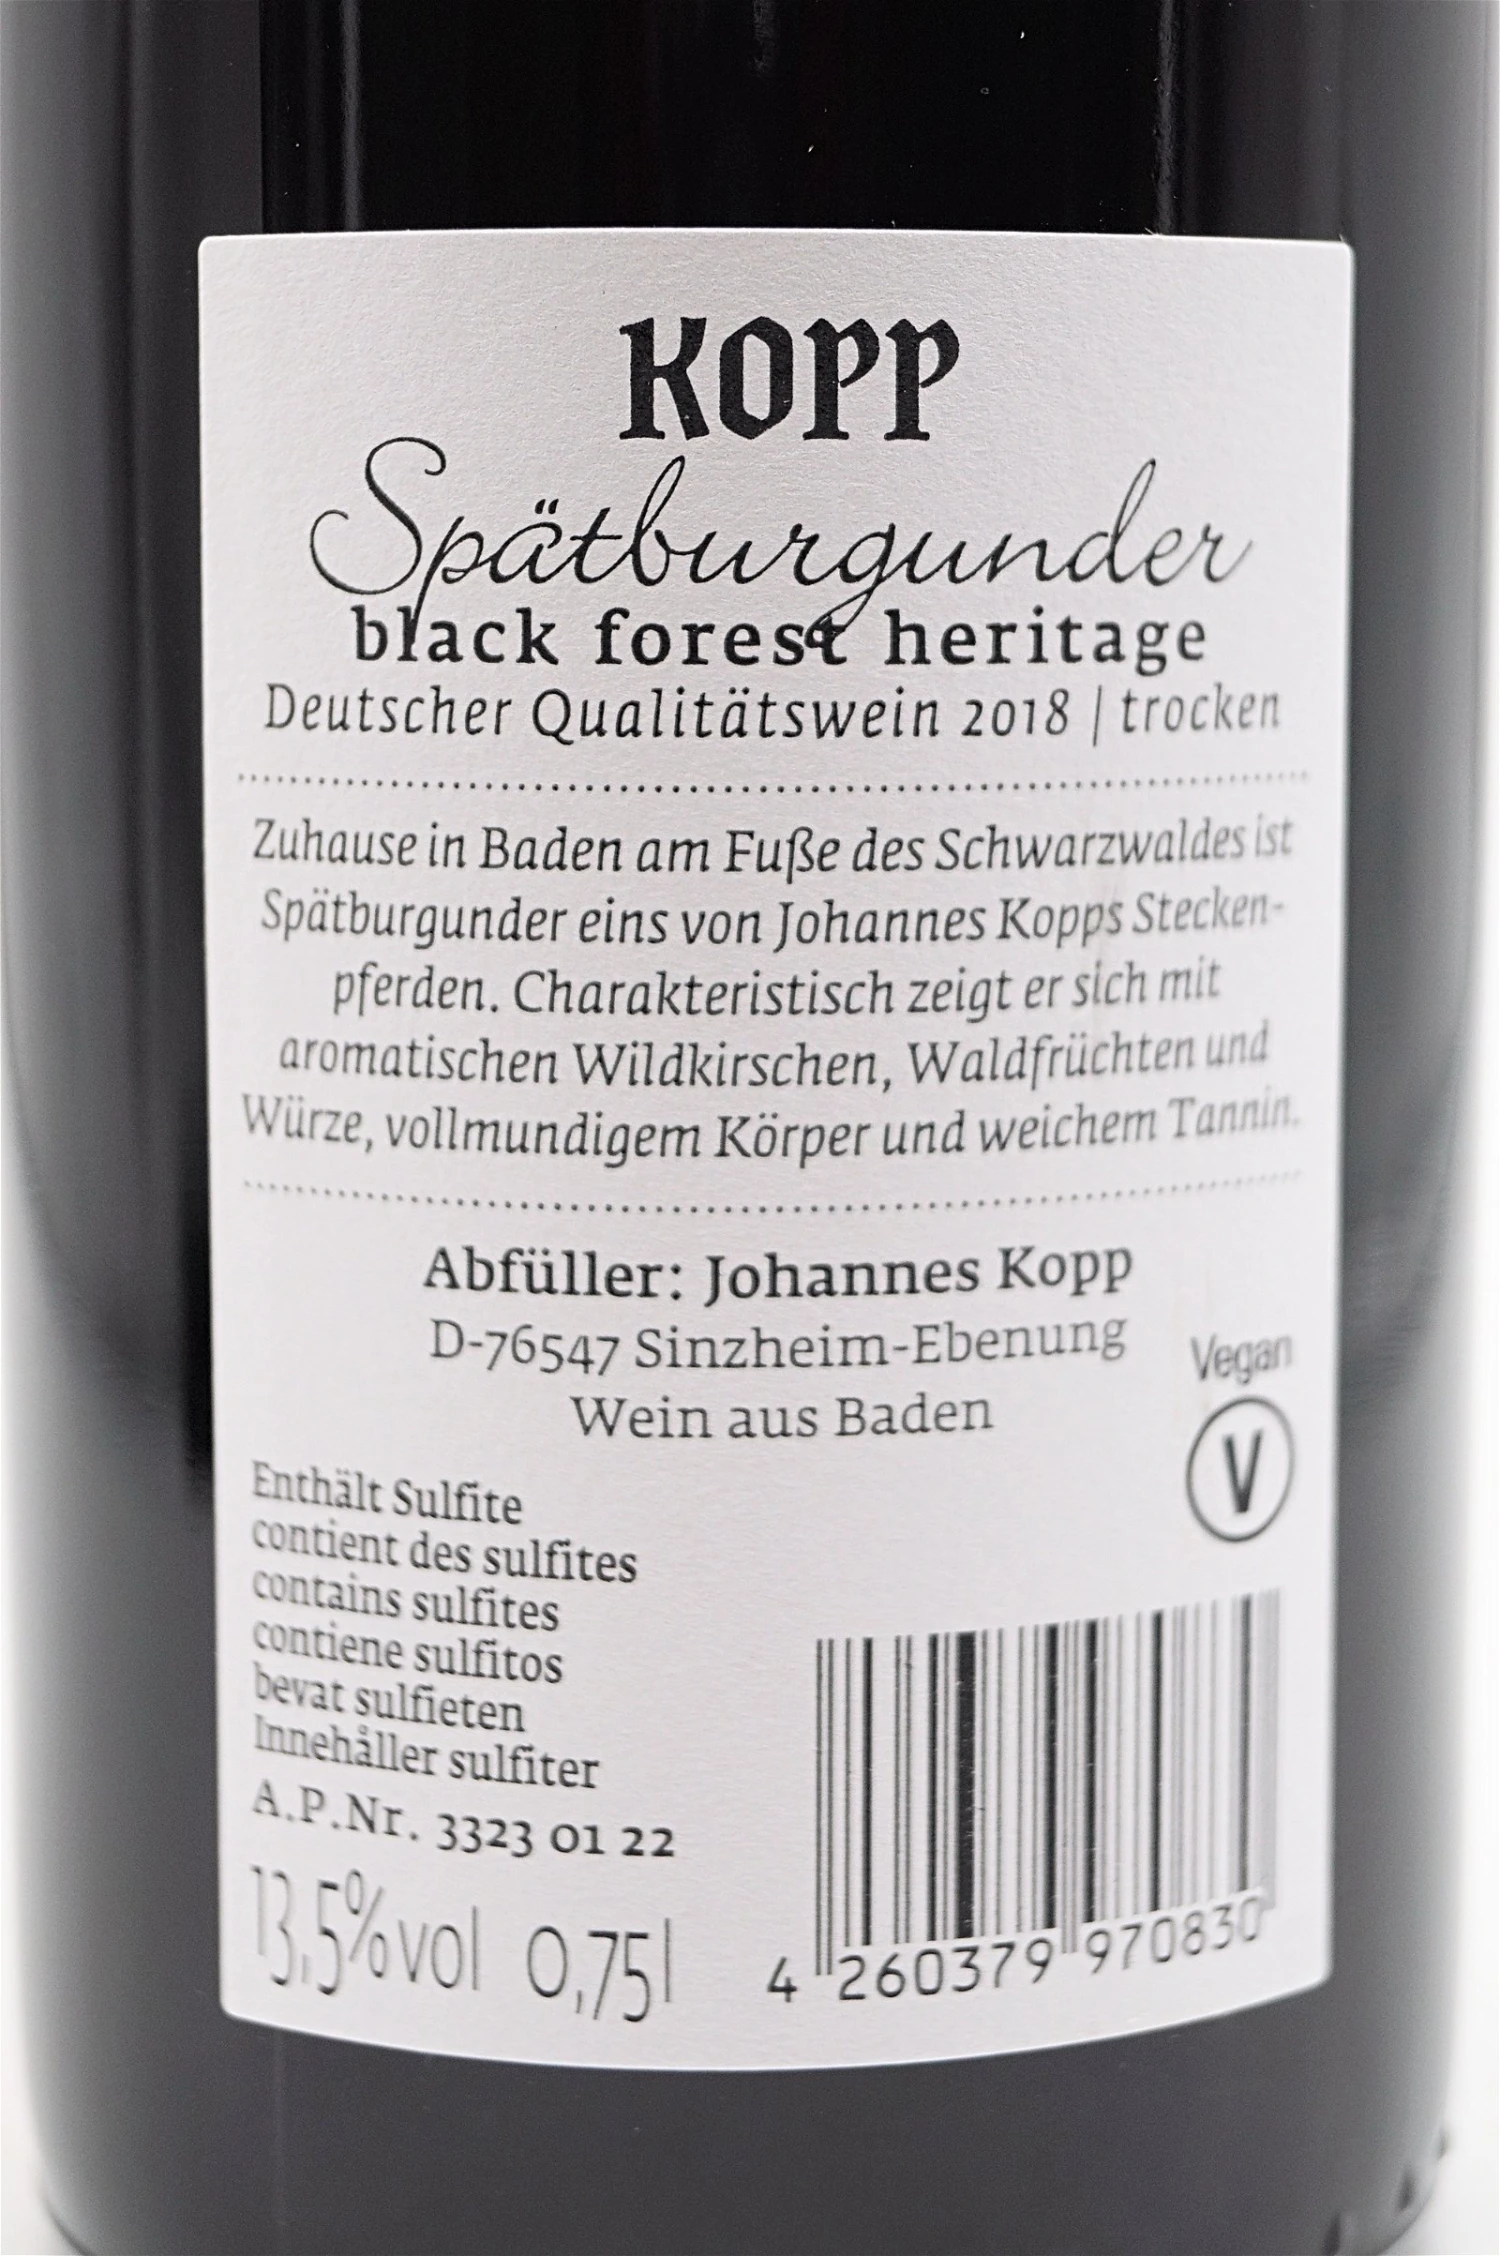 KOPP
Spätburgunder
black forest heritage
Deutscher Qualitätswein 2018 | trocken
Zuhause in Baden am Fuße des Schwarzwaldes ist
Spätburgunder eins von Johannes Kopps Stecken-
pferden. Charakteristisch zeigt er sich mit
aromatischen Wildkirschen, Waldfrüchten und
Würze, vollmundigem Körper und weichem Tannin.
Abfüller: Johannes Kopp
D-76547 Sinzheim-Ebenung
Wein aus Baden
Vegan
V
Enthält Sulfite
contient des sulfites
contains sulfites
contiene sulfitos
bevat sulfieten
Innehåller sulfiter
A.P.Nr. 3323 01 22
13,5%vol 0,75l
4 260379 970830